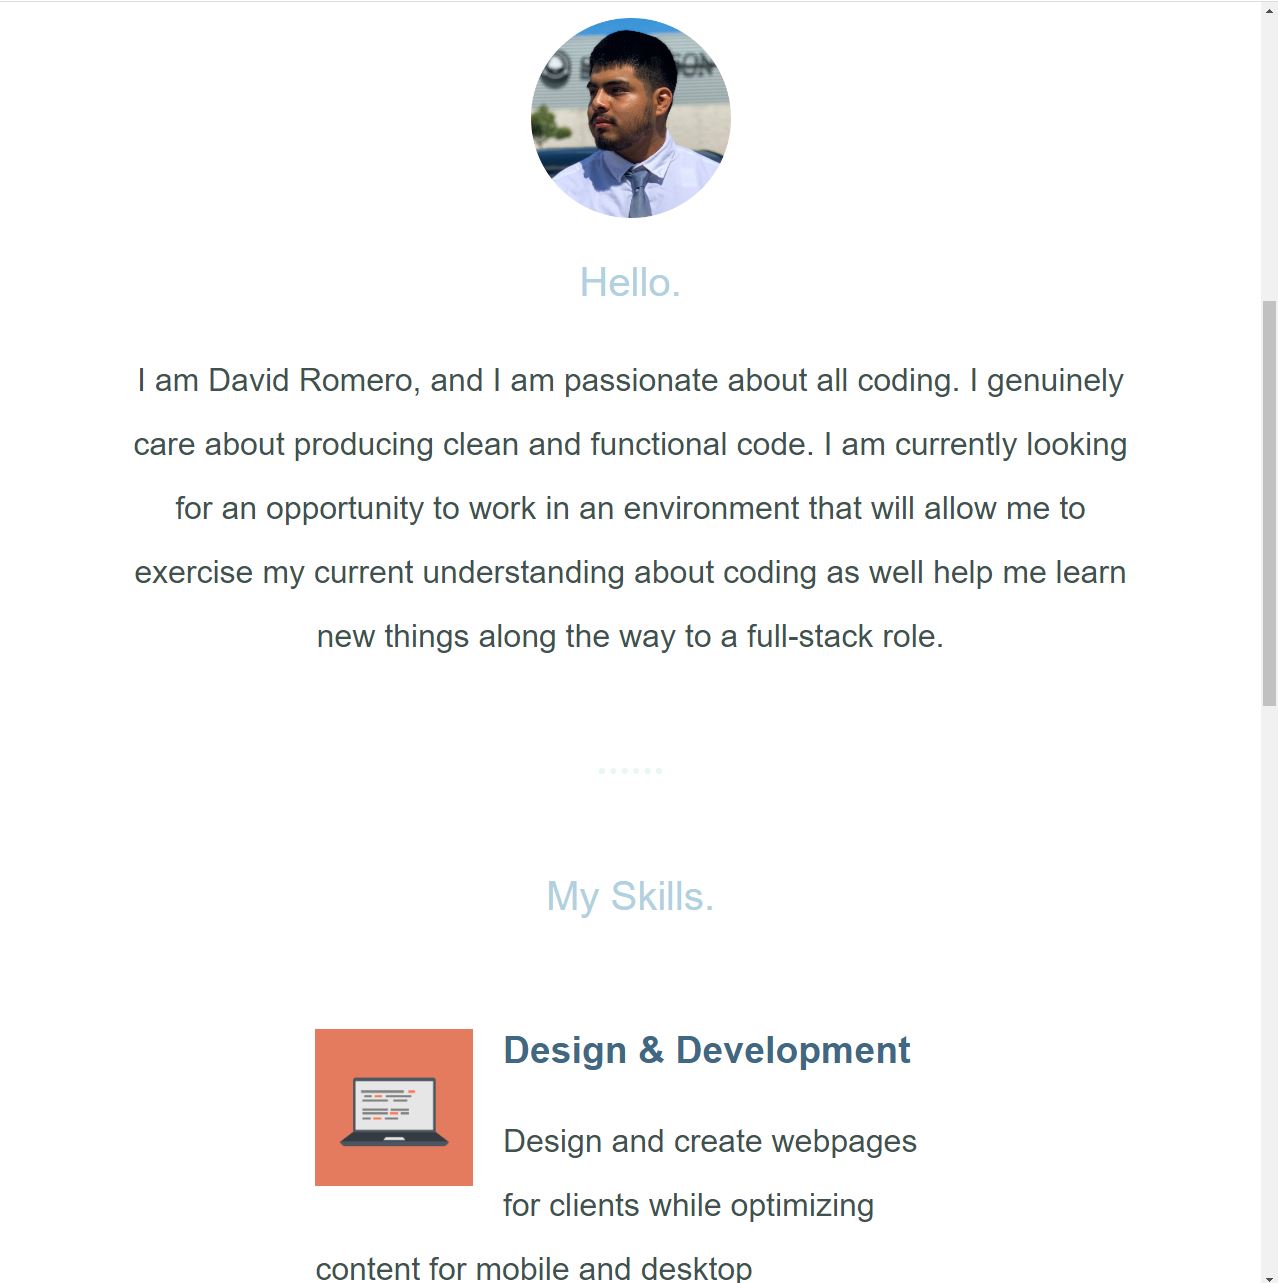 Hello.
I am David Romero, and I am passionate about all coding. I genuinely
care about producing clean and functional code. I am currently looking
for an opportunity to work in an environment that will allow me to
exercise my current understanding about coding as well help me learn
new things along the way to a full-stack role.
My Skills.
Design & Development
Design and create webpages
for clients while optimizing
content for mobile and desktop